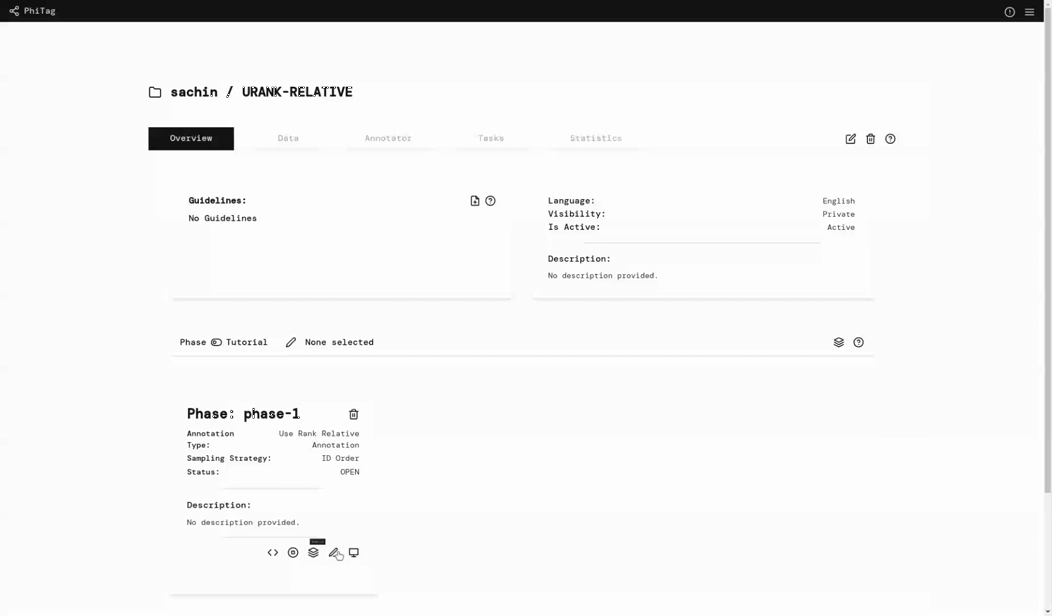 PhiTag
sachin / URANK-RELATIVE
Overview Data Annotator Tasks Statistics
Guidelines:
No Guidelines
Language: English
Visibility: Private
Is Active: Active
Description:
No description provided.
Phase Tutorial None selected
Phase: phase-1
Annotation Type: Use Rank Relative Annotation
Sampling Strategy: ID Order
Status: OPEN
Description:
No description provided.